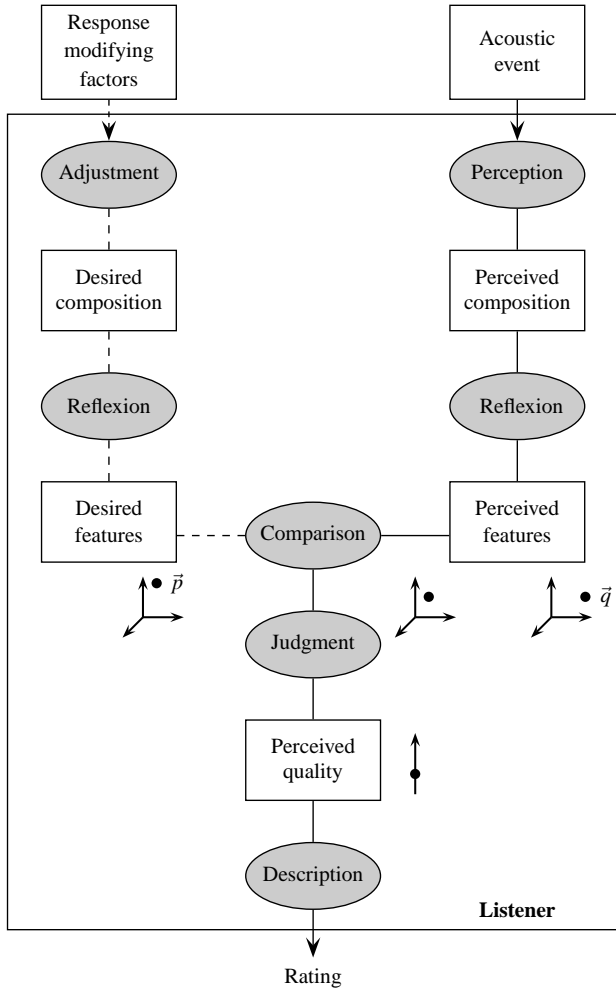 Response
modifying
factors
Acoustic
event
Adjustment
Perception
Desired
composition
Perceived
composition
Reflexion
Reflexion
Desired
features
Comparison
Perceived
features
p⃗
q⃗
Judgment
Perceived
quality
Description
Listener
Rating